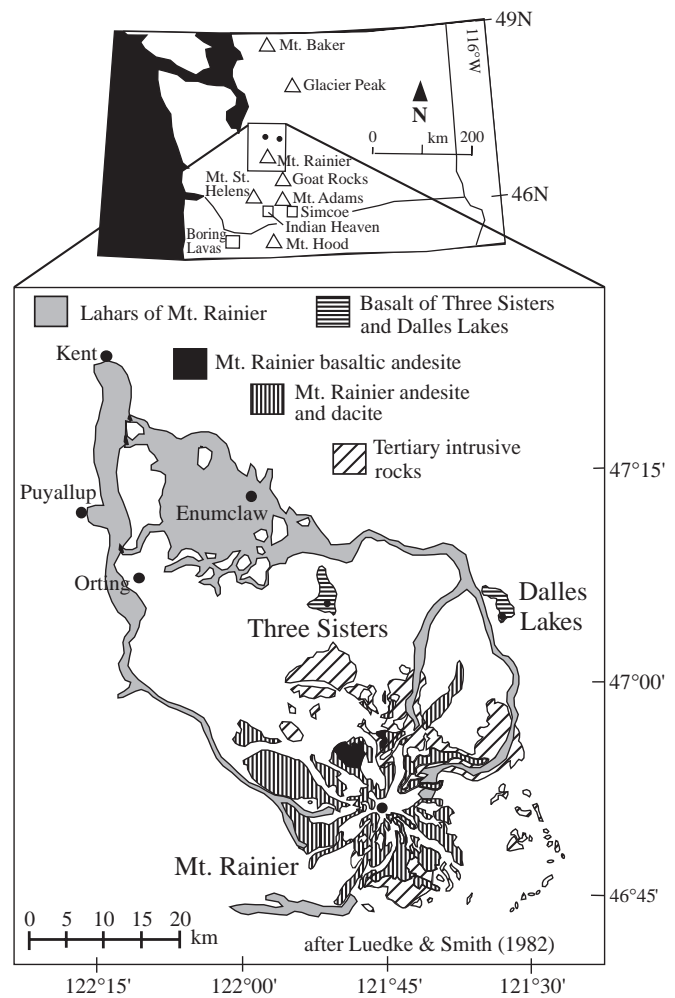 49N
116°W
Mt. Baker
Glacier Peak
N
0 km 200
Mt. Rainier
Mt. St.
Helens
Goat Rocks
Mt. Adams
46N
Simcoe
Indian Heaven
Boring
Lavas
Mt. Hood
Lahars of Mt. Rainier
Basalt of Three Sisters
and Dalles Lakes
Kent
Mt. Rainier basaltic andesite
Mt. Rainier andesite
and dacite
Tertiary intrusive
rocks
47°15'
Puyallup
Enumclaw
Orting
Dalles
Lakes
Three Sisters
47°00'
Mt. Rainier
46°45'
0 5 10 15 20
km
after Luedke & Smith (1982)
122°15' 122°00' 121°45' 121°30'